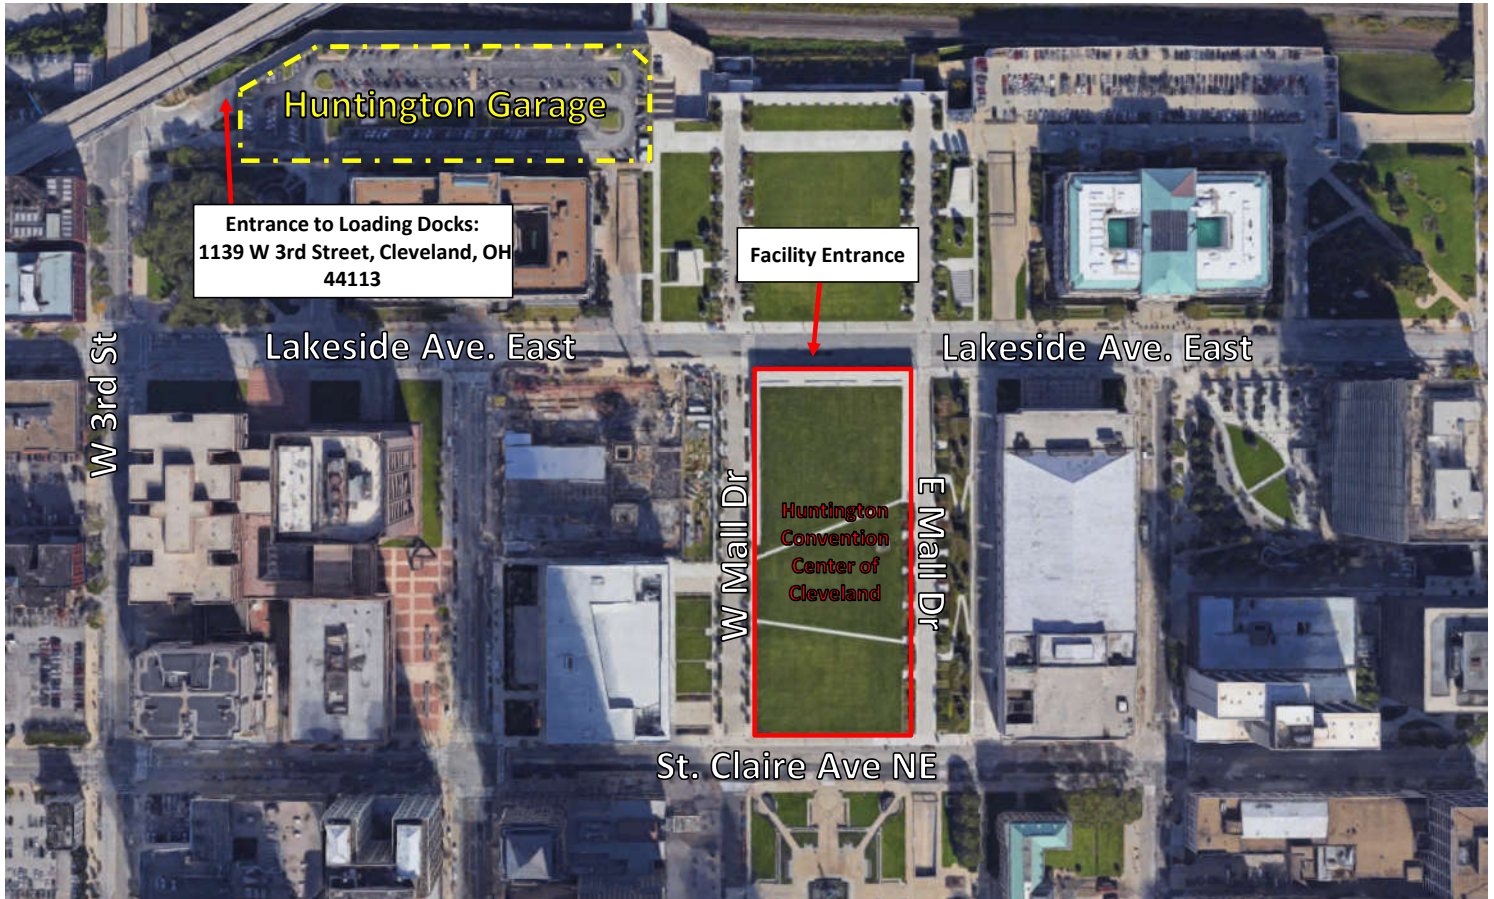 Huntington Garage
Entrance to Loading Docks:
1139 W 3rd Street, Cleveland, OH
44113
Facility Entrance
Lakeside Ave. East
Lakeside Ave. East
W 3rd St
W Mall Dr
Huntington
Convention
Center of
Cleveland
E Mall Dr
St. Claire Ave NE